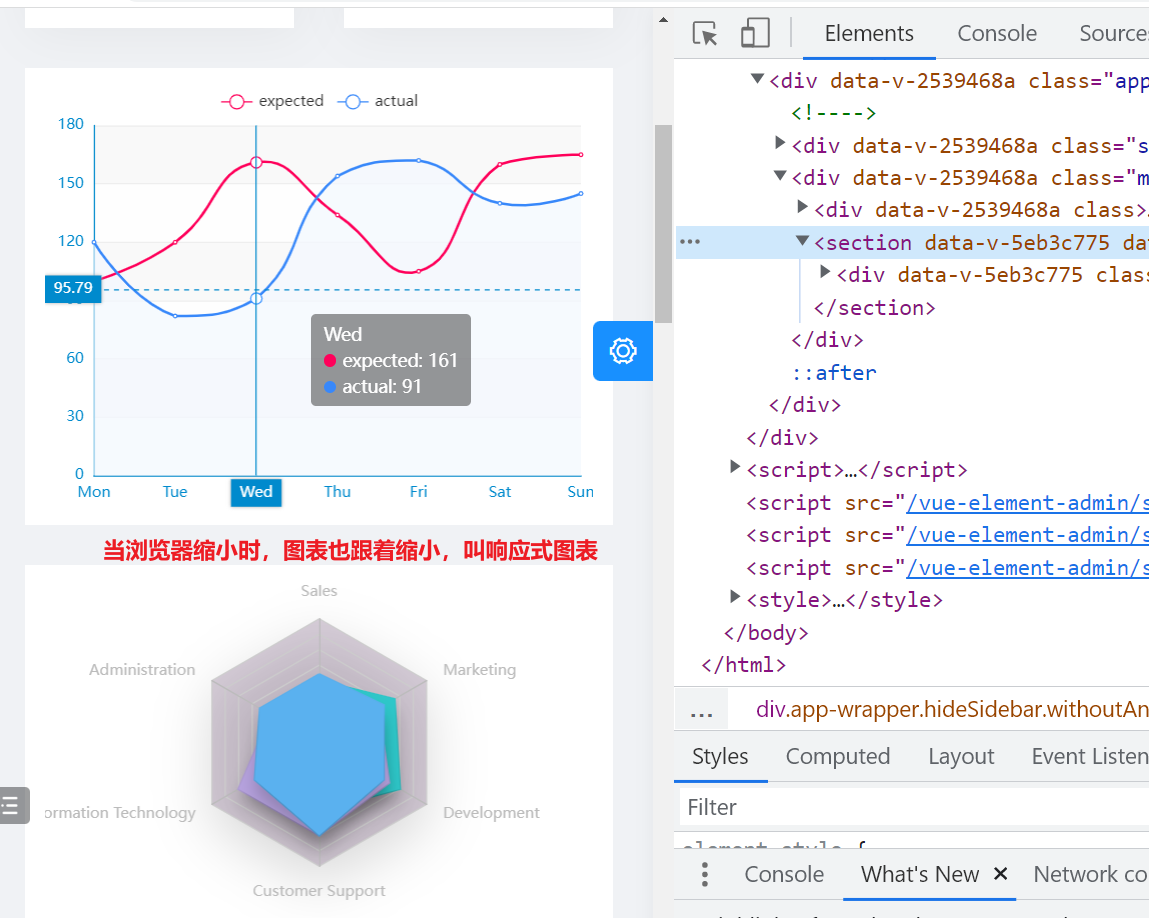 expected
actual
180
150
120
95.79
60
30
0
Mon
Tue
Wed
Thu
Fri
Sat
Sun
Wed
expected: 161
actual: 91
当浏览器缩小时，图表也跟着缩小，叫响应式图表
Sales
Administration
Marketing
ormation Technology
Development
Customer Support
Elements
Console
Source
<div data-v-2539468a class="app
<!---->
<div data-v-2539468a class="s
<div data-v-2539468a class="m
<div data-v-2539468a class>
<section data-v-5eb3c775 dat
<div data-v-5eb3c775 class
</section>
</div>
::after
</div>
</div>
<script>…</script>
<script src="/vue-element-admin/s
<script src="/vue-element-admin/s
<script src="/vue-element-admin/s
<style>…</style>
</body>
</html>
... div.app-wrapper.hideSidebar.withoutAn
Styles
Computed
Layout
Event Listen
Filter
element.style {
Console
What's New ×
Network co